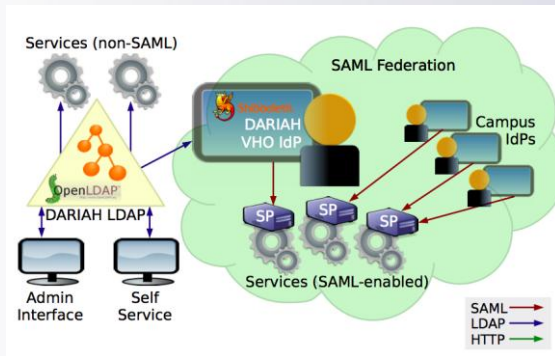 Services (non-SAML)
SAML Federation
Shibboleth
DARIAH
VHO IdP
Campus
IdPs
OpenLDAP
DARIAH LDAP
SP
SP
SP
Services (SAML-enabled)
Admin
Interface
Self
Service
SAML
LDAP
HTTP